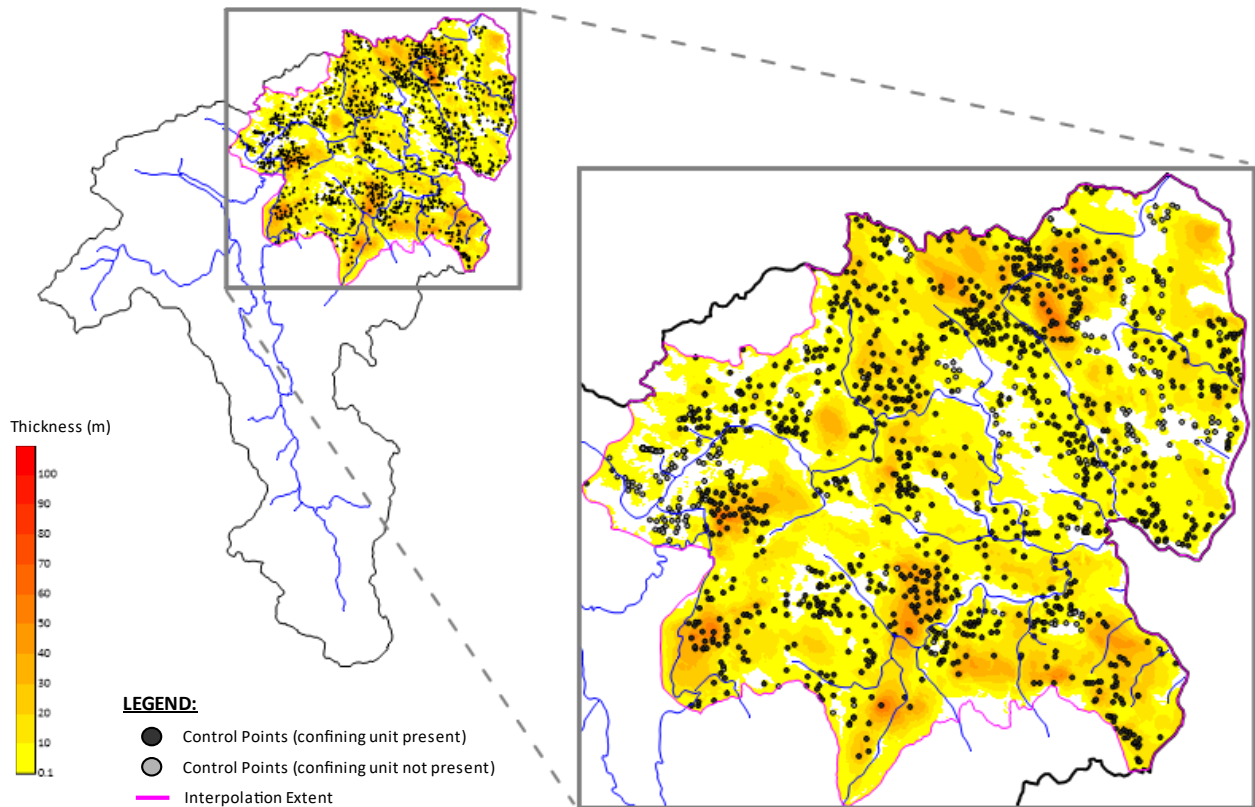 Thickness (m)
100
90
80
70
60
50
40
30
20
10
0.1
LEGEND:
Control Points (confining unit present)
Control Points (confining unit not present)
Interpolation Extent